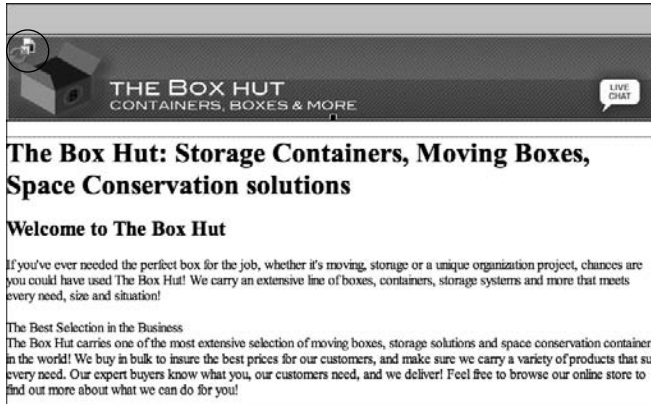 THE BOX HUT
CONTAINERS, BOXES & MORE
LIVE
CHAT
The Box Hut: Storage Containers, Moving Boxes,
Space Conservation solutions
Welcome to The Box Hut
If you've ever needed the perfect box for the job, whether it's moving, storage or a unique organization project, chances are
you could have used The Box Hut! We carry an extensive line of boxes, containers, storage systems and more that meets
every need, size and situation!
The Best Selection in the Business
The Box Hut carries one of the most extensive selection of moving boxes, storage solutions and space conservation container
in the world! We buy in bulk to insure the best prices for our customers, and make sure we carry a variety of products that su
every need. Our expert buyers know what you, our customers need, and we deliver! Feel free to browse our online store to
find out more about what we can do for you!